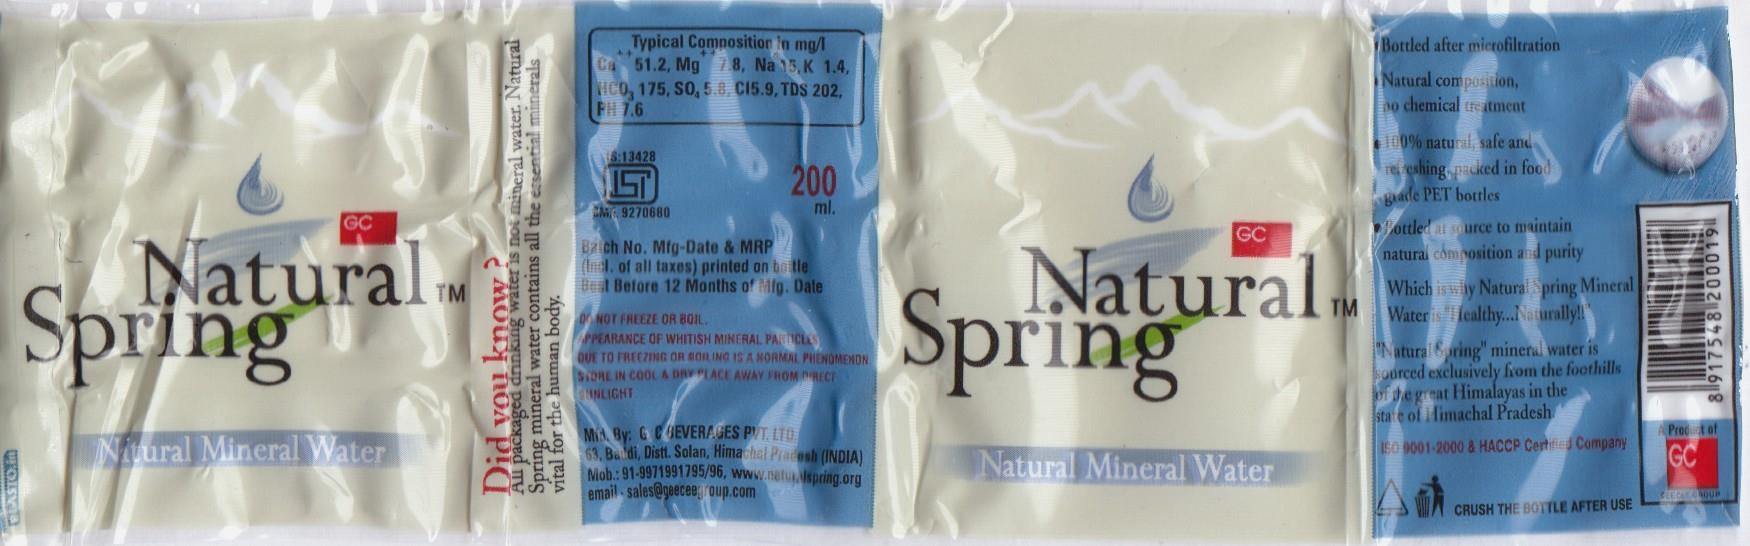 GC
Natural TM
Spring
Natural Mineral Water
Did you know ?
All packaged drinking water is not mineral water. Natural
Spring mineral water contains all the essential minerals
vital for the human body.
Typical Composition in mg/l
Ca++ 51.2, Mg++ 7.8, Na 15, K 1.4,
HCO3 175, SO4 5.8, Cl5.9, TDS 202,
PH 7.6
IS:13428
CM/L 9270680
200
ml.
Batch No. Mfg-Date & MRP
(Incl. of all taxes) printed on bottle
Best Before 12 Months of Mfg. Date
DO NOT FREEZE OR BOIL.
APPEARANCE OF WHITISH MINERAL PARTICLES
DUE TO FREEZING OR BOILING IS A NORMAL PHENOMENON
STORE IN COOL & DRY PLACE AWAY FROM DIRECT
SUNLIGHT
Mfd. By: G C BEVERAGES PVT. LTD.
63, Baddi, Distt. Solan, Himachal Pradesh (INDIA)
Mob.: 91-9971991795/96, www.naturalspring.org
email - sales@geeceegroup.com
GC
Natural TM
Spring
Natural Mineral Water
• Bottled after microfiltration
• Natural composition,
no chemical treatment
• 100% natural, safe and
refreshing, packed in food
grade PET bottles
• Bottled at source to maintain
natural composition and purity
Which is why Natural Spring Mineral
Water is "Healthy...Naturally!!"
"Natural Spring" mineral water is
sourced exclusively from the foothills
of the great Himalayas in the
state of Himachal Pradesh
ISO 9001-2000 & HACCP Certified Company
CRUSH THE BOTTLE AFTER USE
8 917548 200019
A Product of
GC
GEECEE GROUP